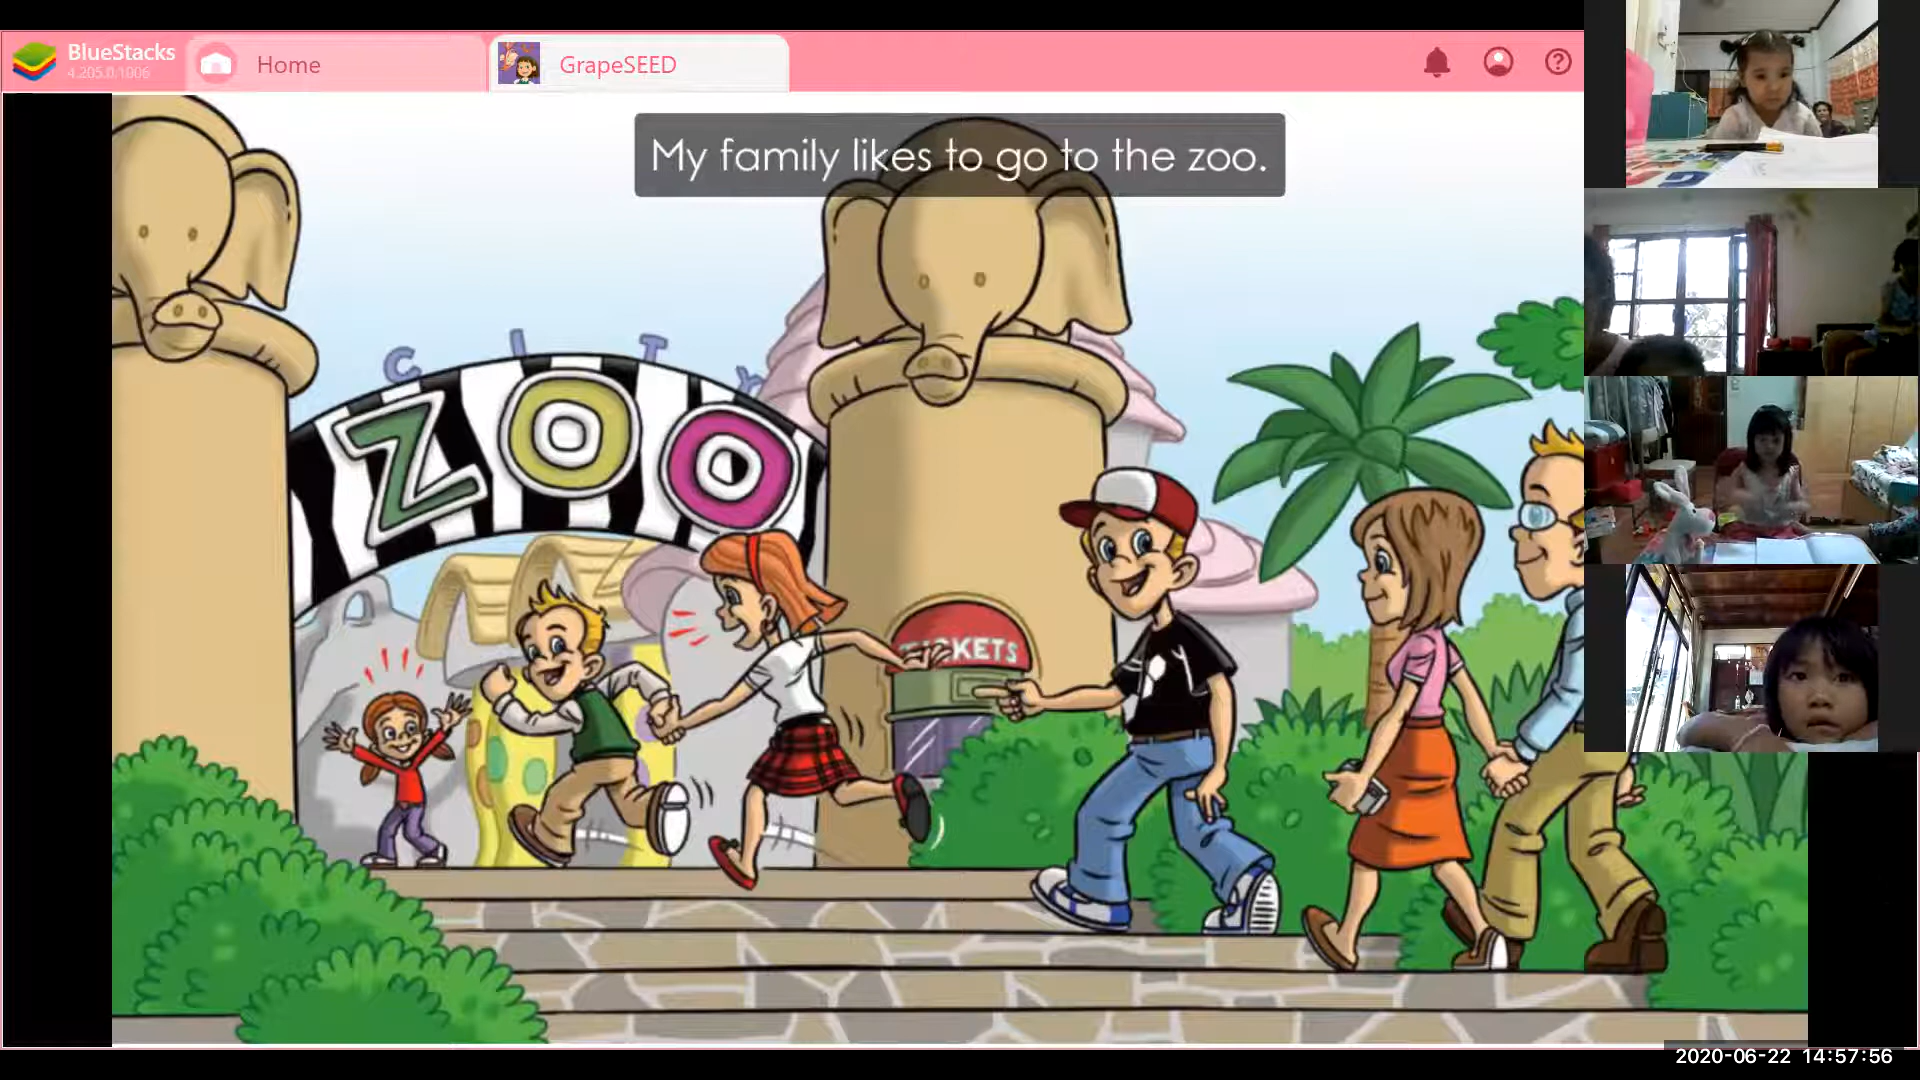 BlueStacks
4.205.0.1006
Home
GrapeSEED
My family likes to go to the zoo.
CITY
ZOO
TICKETS
2020-06-22 14:57:56